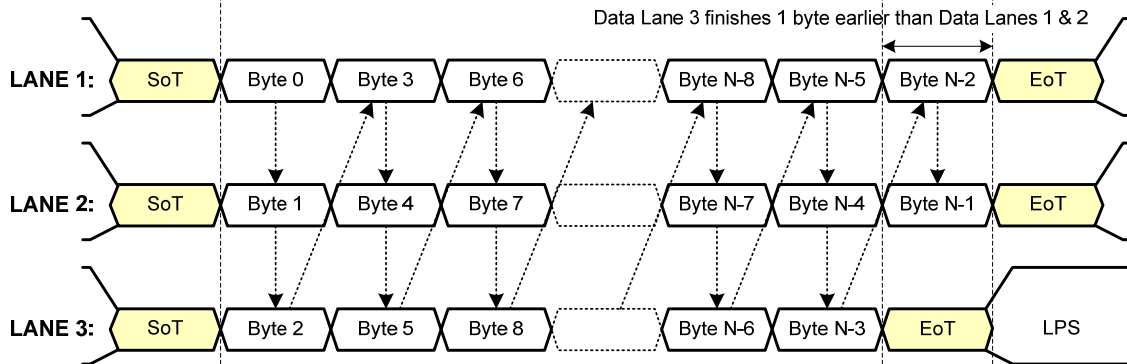 Data Lane 3 finishes 1 byte earlier than Data Lanes 1 & 2
LANE 1: SoT Byte 0 Byte 3 Byte 6 Byte N-8 Byte N-5 Byte N-2 EoT
LANE 2: SoT Byte 1 Byte 4 Byte 7 Byte N-7 Byte N-4 Byte N-1 EoT
LANE 3: SoT Byte 2 Byte 5 Byte 8 Byte N-6 Byte N-3 EoT LPS